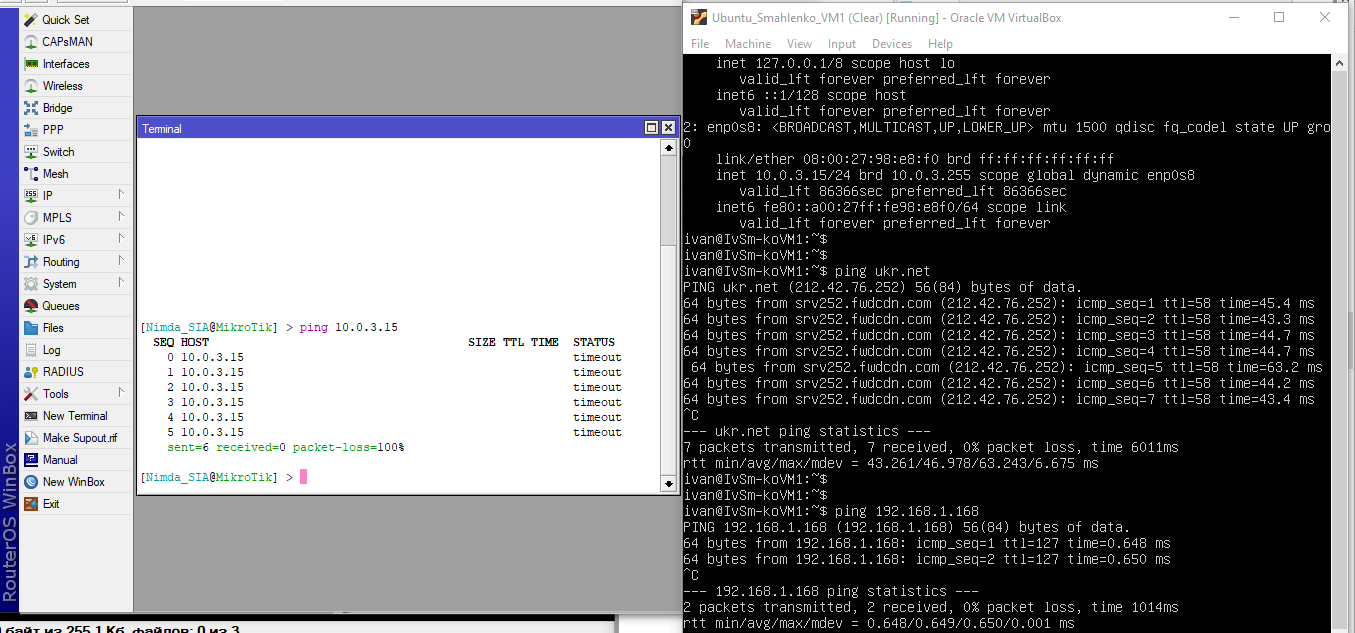 Quick Set
CAPsMAN
Interfaces
Wireless
Bridge
PPP
Switch
Mesh
IP
MPLS
IPv6
Routing
System
Queues
Files
Log
RADIUS
Tools
New Terminal
Make Supout.rif
Manual
New WinBox
Exit
RouterOS WinBox
Terminal
[Nimda_SIA@MikroTik] > ping 10.0.3.15
SEQ HOST SIZE TTL TIME STATUS
0 10.0.3.15 timeout
1 10.0.3.15 timeout
2 10.0.3.15 timeout
3 10.0.3.15 timeout
4 10.0.3.15 timeout
5 10.0.3.15 timeout
sent=6 received=0 packet-loss=100%
[Nimda_SIA@MikroTik] >
байт из 255,1 Кб, файлов: 0 из 3
Ubuntu_Smahlenko_VM1 (Clear) [Running] - Oracle VM VirtualBox
File Machine View Input Devices Help
inet 127.0.0.1/8 scope host lo
valid_lft forever preferred_lft forever
inet6 ::1/128 scope host
valid_lft forever preferred_lft forever
2: enp0s8: <BROADCAST,MULTICAST,UP,LOWER_UP> mtu 1500 qdisc fq_codel state UP gro
0
link/ether 08:00:27:98:e8:f0 brd ff:ff:ff:ff:ff:ff
inet 10.0.3.15/24 brd 10.0.3.255 scope global dynamic enp0s8
valid_lft 86366sec preferred_lft 86366sec
inet6 fe80::a00:27ff:fe98:e8f0/64 scope link
valid_lft forever preferred_lft forever
ivan@IvSm-koVM1:~$
ivan@IvSm-koVM1:~$
ivan@IvSm-koVM1:~$ ping ukr.net
PING ukr.net (212.42.76.252) 56(84) bytes of data.
64 bytes from srv252.fwdcdn.com (212.42.76.252): icmp_seq=1 ttl=58 time=45.4 ms
64 bytes from srv252.fwdcdn.com (212.42.76.252): icmp_seq=2 ttl=58 time=43.3 ms
64 bytes from srv252.fwdcdn.com (212.42.76.252): icmp_seq=3 ttl=58 time=44.7 ms
64 bytes from srv252.fwdcdn.com (212.42.76.252): icmp_seq=4 ttl=58 time=44.7 ms
64 bytes from srv252.fwdcdn.com (212.42.76.252): icmp_seq=5 ttl=58 time=63.2 ms
64 bytes from srv252.fwdcdn.com (212.42.76.252): icmp_seq=6 ttl=58 time=44.2 ms
64 bytes from srv252.fwdcdn.com (212.42.76.252): icmp_seq=7 ttl=58 time=43.4 ms
^C
--- ukr.net ping statistics ---
7 packets transmitted, 7 received, 0% packet loss, time 6011ms
rtt min/avg/max/mdev = 43.261/46.978/63.243/6.675 ms
ivan@IvSm-koVM1:~$
ivan@IvSm-koVM1:~$
ivan@IvSm-koVM1:~$ ping 192.168.1.168
PING 192.168.1.168 (192.168.1.168) 56(84) bytes of data.
64 bytes from 192.168.1.168: icmp_seq=1 ttl=127 time=0.648 ms
64 bytes from 192.168.1.168: icmp_seq=2 ttl=127 time=0.650 ms
^C
--- 192.168.1.168 ping statistics ---
2 packets transmitted, 2 received, 0% packet loss, time 1014ms
rtt min/avg/max/mdev = 0.648/0.649/0.650/0.001 ms